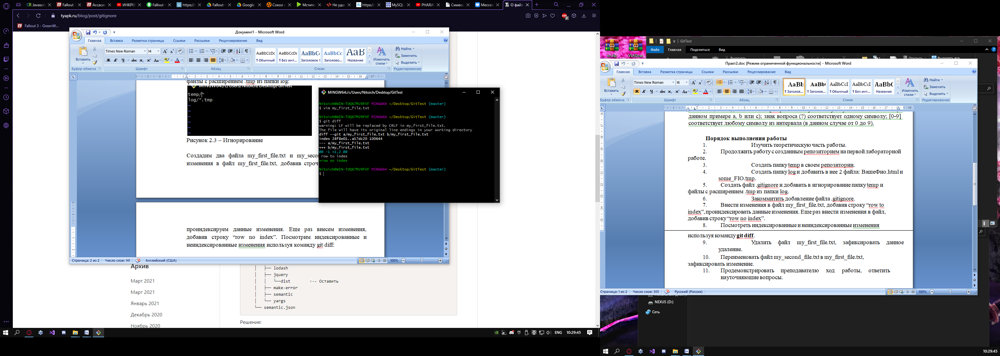 Javascri
Fallout 3
Ассасин
ИНКРЕМ
Fallout
https://
Fallout 4
Google
Сокол и
Мстите
Не удае
https://
MySQL
PHARAO
Символ
Мессен
О файл
tyapk.ru/blog/post/gitignore
Fallout 3 - GreenW...
Документ1 - Microsoft Word
Главная Вставка Разметка страницы Ссылки Рассылки Рецензирование Вид
Вставить
Times New Roman 14
AaBbCcDc AaBbCcDc AaBbC AaBbCc AaB
¶ Обычный ¶ Без инт... Заголовок 1 Заголово... Название
Изменить стили
Найти
Заменить
Выделить
Буфер обмена Шрифт Абзац Стили Редактирование
файлы с расширением .tmp из папки log:
MINGW64:/c/Users/Nitoich/Desktop/GitTest
temp/*
log/*.tmp
~
~
~
~
~
~
Рисунок 2.3 – Игнорирование
Создадим два файла my_first_file.txt и my_seco
изменения в файл my_first_file.txt, добавив строч
проиндексируем данные изменения. Еще раз внесем изменения,
добавив строку “row no index”. Посмотрим индексированные и
неиндексированные изменения используя команду git diff:
Страница: 2 из 2 Число слов: 141 Английский (США) 100%
MINGW64:/c/Users/Nitoich/Desktop/GitTest
Nitoich@WIN-TUQ67MU9FVF MINGW64 ~/Desktop/GitTest (master)
$ vim my_first_file.txt
Nitoich@WIN-TUQ67MU9FVF MINGW64 ~/Desktop/GitTest (master)
$ git diff
warning: LF will be replaced by CRLF in my_first_file.txt.
The file will have its original line endings in your working directory
diff --git a/my_first_file.txt b/my_first_file.txt
index 28f8e01..a57dc20 100644
--- a/my_first_file.txt
+++ b/my_first_file.txt
@@ -1 +1,2 @@
row to index
+row no index
Nitoich@WIN-TUQ67MU9FVF MINGW64 ~/Desktop/GitTest (master)
$
Архив
Март 2021
Март 2021
Январь 2021
Декабрь 2020
Ноябрь 2020
│ ├── lodash
│ ├── jquery
│ │ └──dist <-- Оставить
│ ├── make-error
│ ├── semantic
│ └── yargs
└── semantic.json
Решение:
ENG 10:29:45
kr.zip VLAD.rar
GitTest
Файл Главная Поделиться Вид
Практ2.doc [Режим ограниченной функциональности] - Microsoft Word
Главная Вставка Разметка страницы Ссылки Рассылки Рецензирование Вид
Вставить
Times New Roman 16
AaBb AaBb AaBbCcI AaBbCcI AaBbC
¶ Заголов... ¶ Заголов... ¶ Обычный ¶ Без инт... Название
Изменить стили
Найти
Заменить
Выделить
Буфер обмена Шрифт Абзац Стили Редактирование
данном примере a, b или c); знак вопроса (?) соответствует одному символу; [0-9]
соответствует любому символу из интервала (в данном случае от 0 до 9).
Порядок выполнения работы
1. Изучить теоретическую часть работы.
2. Продолжить работу с созданным репозиторием на первой лабораторной
работе.
3. Создать папку temp в своем репозитории.
4. Создать папку log и добавить в нее 2 файла: ВашеФио.html и
some_FIO.tmp.
5. Создать файл .gitignore и добавить в игнорирование папку temp и
файлы с расширением .tmp из папки log.
6. Закоммитить добавление файла .gitignore.
7. Внести изменения в файл my_first_file.txt, добавив строку “row to
index”, проиндексировать данные изменения. Еще раз внести изменения в файл,
добавив строку “row no index”.
8. Посмотреть индексированные и неиндексированные изменения
используя команду git diff.
9. Удалить файл my_first_file.txt, зафиксировать данное
удаление.
10. Переименовать файл my_second_file.txt в my_first_file.txt,
зафиксировать изменение.
11. Продемонстрировать преподавателю ход работы, ответить
науточняющие вопросы.
Страница: 1 из 2 Число слов: 305 Русский (Россия) 100%
NEXUS (D:)
Сеть
10:29:45